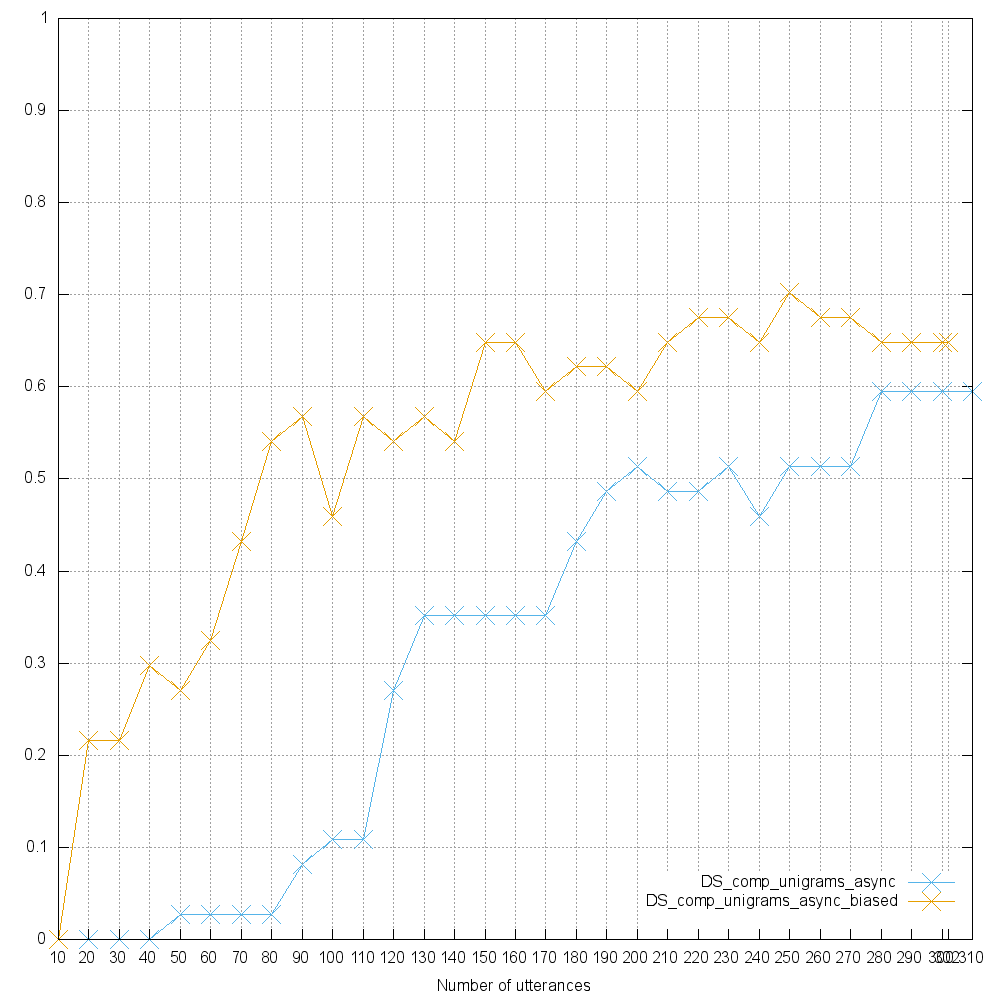 1
0.9
0.8
0.7
0.6
0.5
0.4
0.3
0.2
0.1
0
DS_comp_unigrams_async
DS_comp_unigrams_async_biased
10 20 30 40 50 60 70 80 90 100 110 120 130 140 150 160 170 180 190 200 210 220 230 240 250 260 270 280 290 300 302 310
Number of utterances